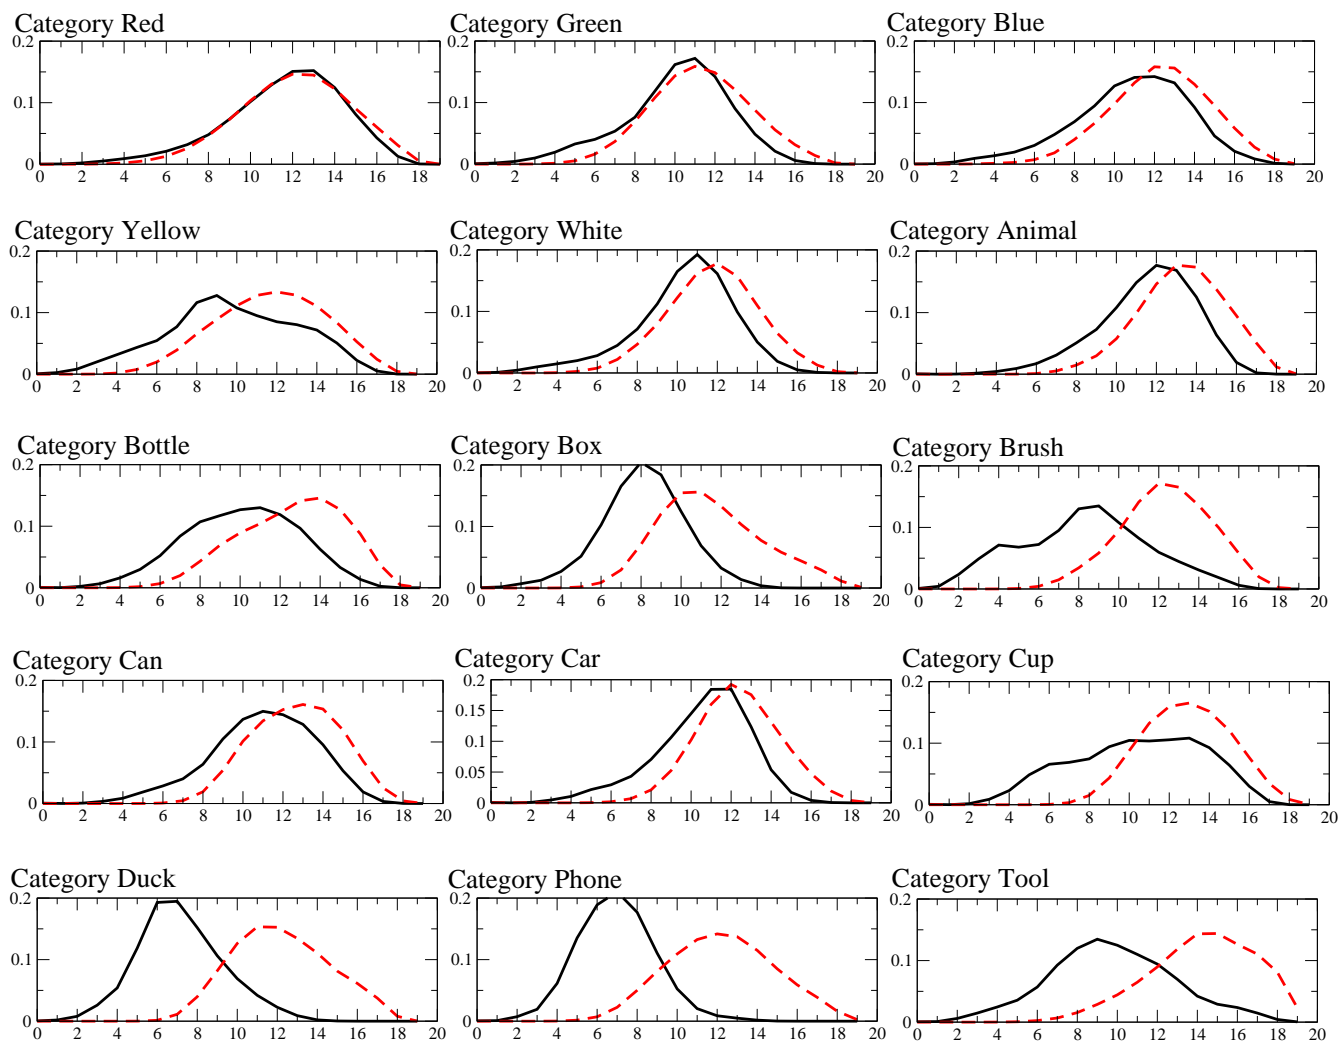 Category Red
Category Green
Category Blue
0.2
0.1
0
0 2 4 6 8 10 12 14 16 18
0.2
0.1
0
0 2 4 6 8 10 12 14 16 18 20
0.2
0.1
0
0 2 4 6 8 10 12 14 16 18 20
Category Yellow
Category White
Category Animal
0.2
0.1
0
0 2 4 6 8 10 12 14 16 18 20
0.2
0.1
0
0 2 4 6 8 10 12 14 16 18 20
0.2
0.1
0
0 2 4 6 8 10 12 14 16 18 20
Category Bottle
Category Box
Category Brush
0.2
0.1
0
0 2 4 6 8 10 12 14 16 18 20
0.2
0.1
0
0 2 4 6 8 10 12 14 16 18 20
0.2
0.1
0
0 2 4 6 8 10 12 14 16 18 20
Category Can
Category Car
Category Cup
0.2
0.1
0
0 2 4 6 8 10 12 14 16 18 20
0.2
0.15
0.1
0.05
0
0 2 4 6 8 10 12 14 16 18 20
0.2
0.1
0
0 2 4 6 8 10 12 14 16 18 20
Category Duck
Category Phone
Category Tool
0.2
0.1
0
0 2 4 6 8 10 12 14 16 18 20
0.2
0.1
0
0 2 4 6 8 10 12 14 16 18 20
0.2
0.1
0
0 2 4 6 8 10 12 14 16 18 20